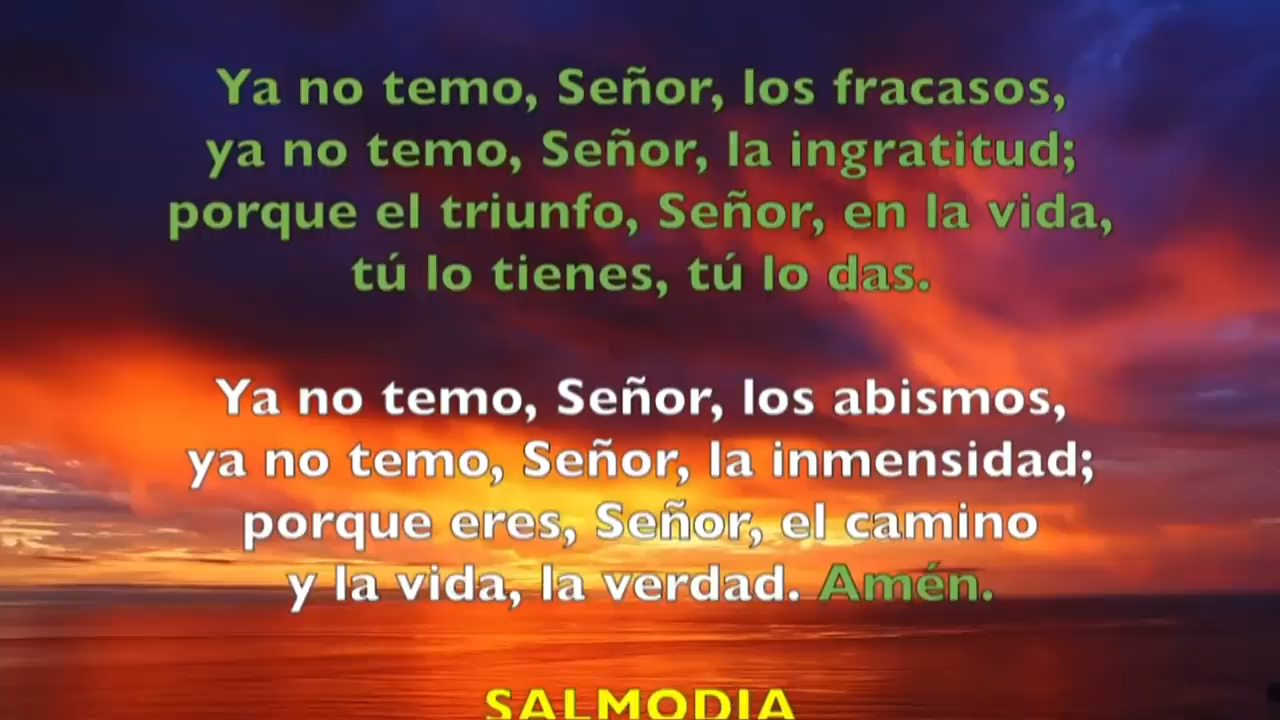 Ya no temo, Señor, los fracasos,
ya no temo, Señor, la ingratitud;
porque el triunfo, Señor, en la vida,
tú lo tienes, tú lo das.
Ya no temo, Señor, los abismos,
ya no temo, Señor, la inmensidad;
porque eres, Señor, el camino
y la vida, la verdad. Amén.
SALMODIA